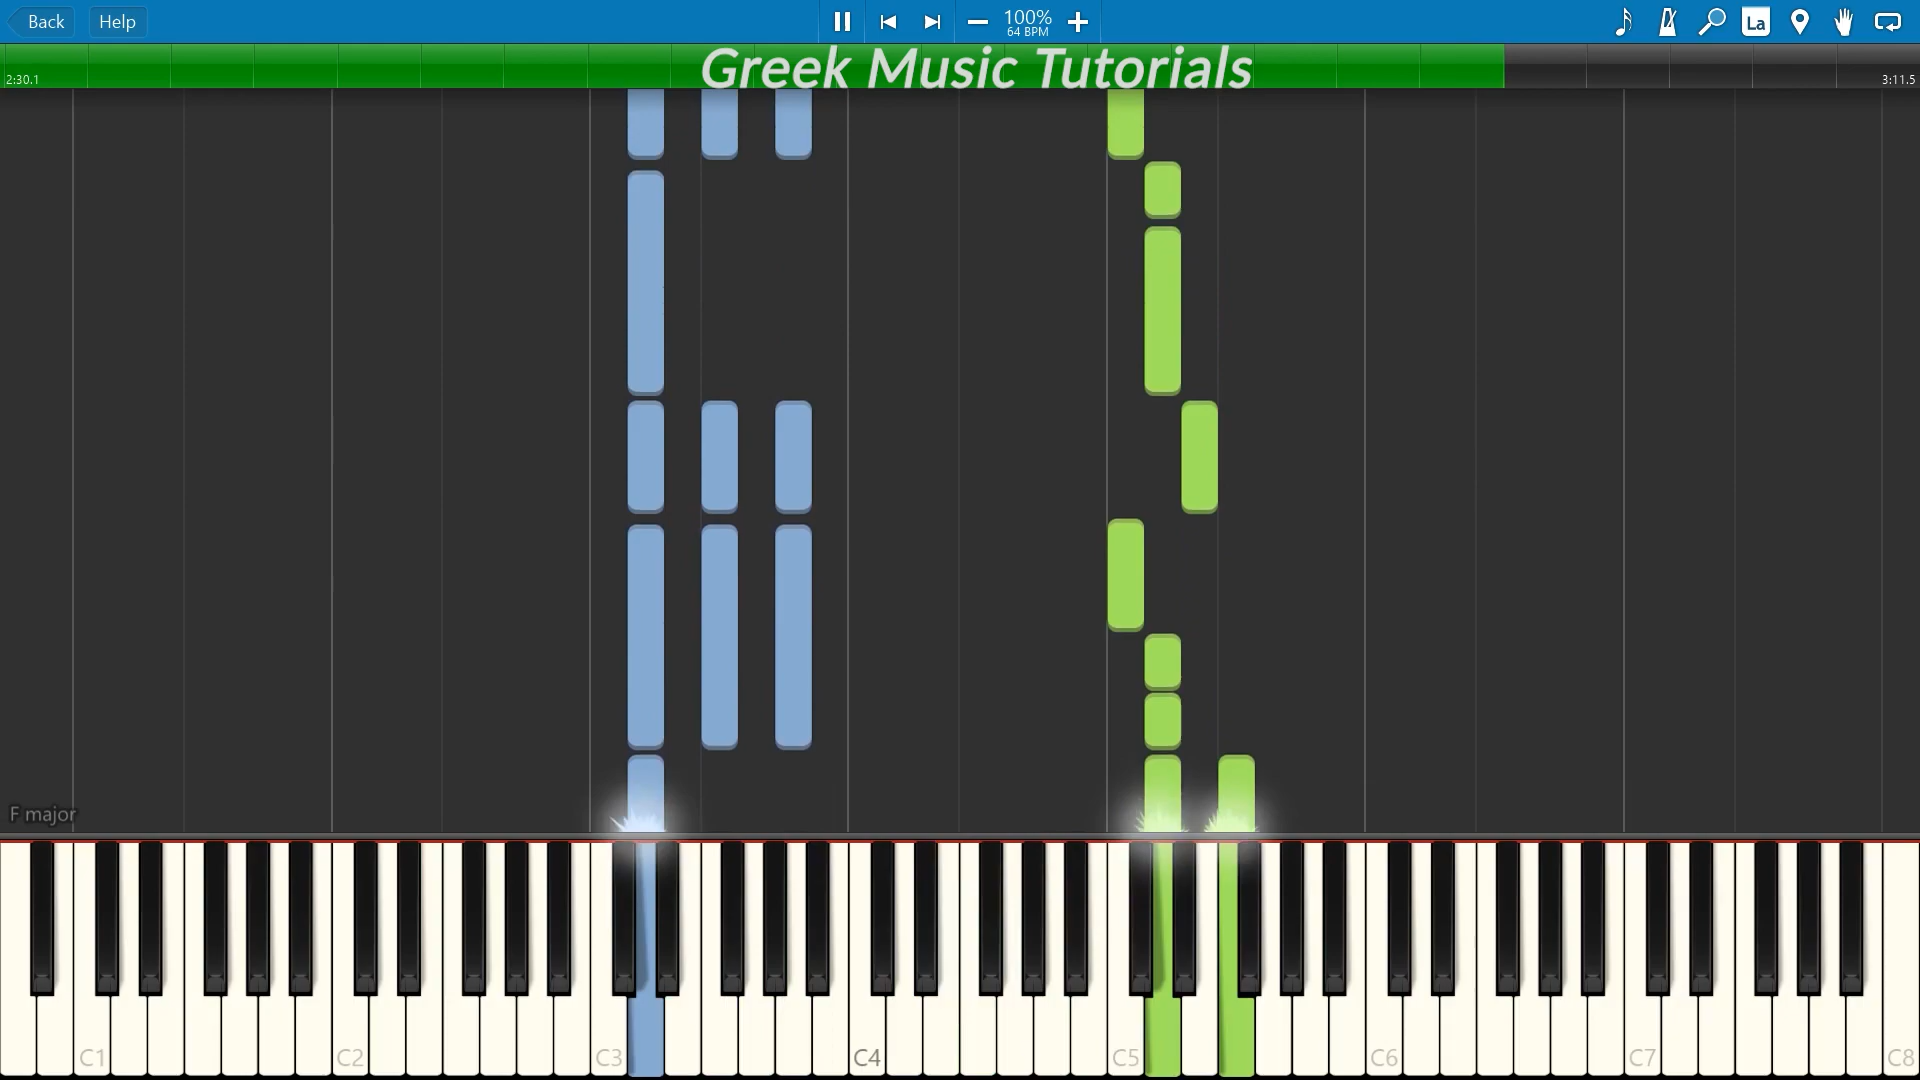 Back Help 100% La
64 BPM
Greek Music Tutorials
2:30.1 3:11.5
F major
C1 C2 C3 C4 C5 C6 C7 C8